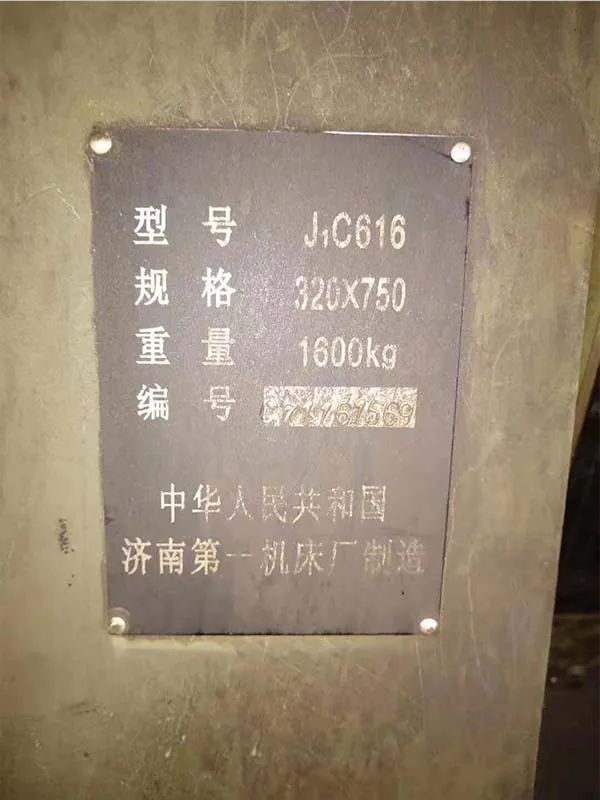 型号 J₁C616
规格 320X750
重量 1600kg
编号
中华人民共和国
济南第一机床厂制造